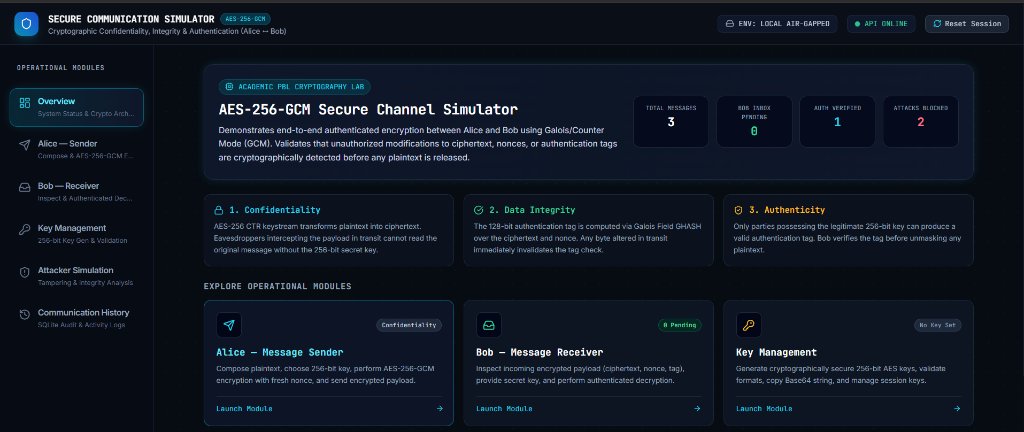 SECURE COMMUNICATION SIMULATOR
AES-256-GCM
Cryptographic Confidentiality, Integrity & Authentication (Alice ↔ Bob)
ENV: LOCAL AIR-GAPPED
API ONLINE
Reset Session
OPERATIONAL MODULES
Overview
System Status & Crypto Arch...
Alice — Sender
Compose & AES-256-GCM E...
Bob — Receiver
Inspect & Authenticated Dec...
Key Management
256-bit Key Gen & Validation
Attacker Simulation
Tampering & Integrity Analysis
Communication History
SQLite Audit & Activity Logs
ACADEMIC PBL CRYPTOGRAPHY LAB
AES-256-GCM Secure Channel Simulator
Demonstrates end-to-end authenticated encryption between Alice and Bob using Galois/Counter
Mode (GCM). Validates that unauthorized modifications to ciphertext, nonces, or authentication tags
are cryptographically detected before any plaintext is released.
TOTAL MESSAGES
3
BOB INBOX
PENDING
0
AUTH VERIFIED
1
ATTACKS BLOCKED
2
1. Confidentiality
AES-256 CTR keystream transforms plaintext into ciphertext.
Eavesdroppers intercepting the payload in transit cannot read the
original message without the 256-bit secret key.
2. Data Integrity
The 128-bit authentication tag is computed via Galois Field GHASH
over the ciphertext and nonce. Any byte altered in transit
immediately invalidates the tag check.
3. Authenticity
Only parties possessing the legitimate 256-bit key can produce a
valid authentication tag. Bob verifies the tag before unmasking any
plaintext.
EXPLORE OPERATIONAL MODULES
Confidentiality
Alice — Message Sender
Compose plaintext, choose 256-bit key, perform AES-256-GCM
encryption with fresh nonce, and send encrypted payload.
Launch Module →
0 Pending
Bob — Message Receiver
Inspect incoming encrypted payload (ciphertext, nonce, tag),
provide secret key, and perform authenticated decryption.
Launch Module →
No Key Set
Key Management
Generate cryptographically secure 256-bit AES keys, validate
formats, copy Base64 string, and manage session keys.
Launch Module →